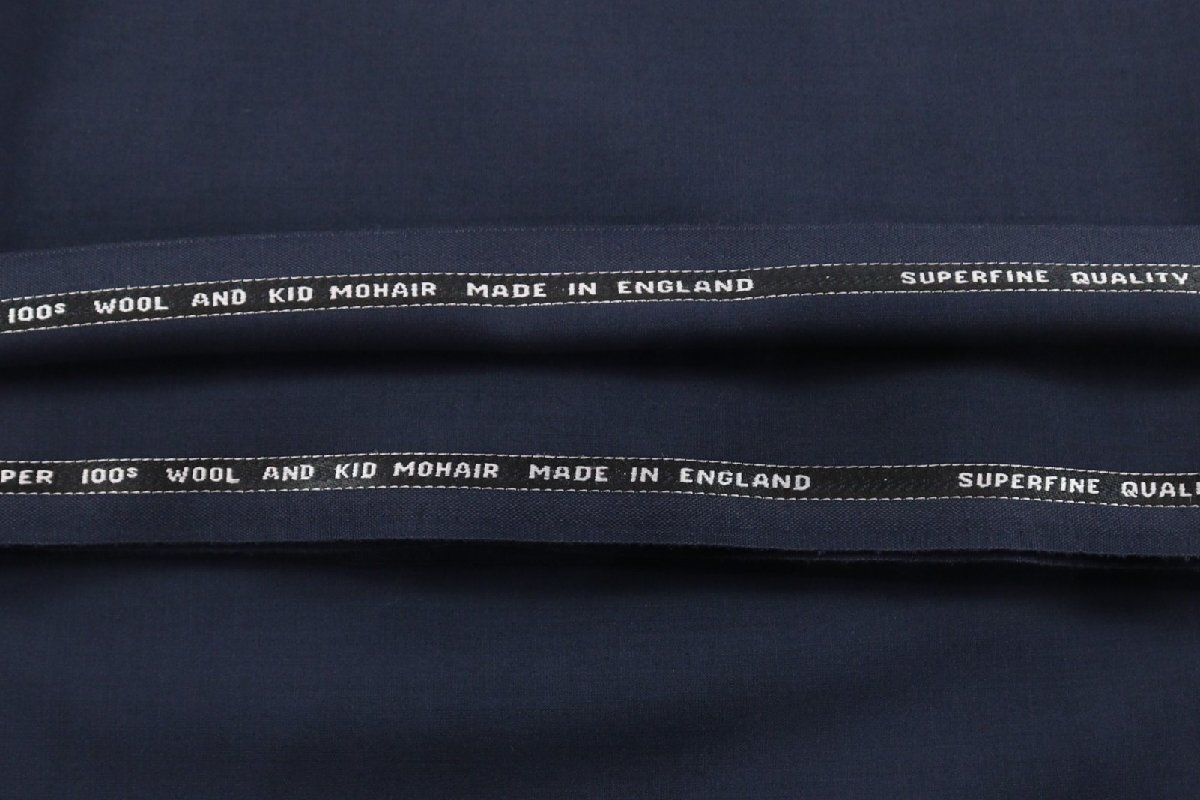 100s WOOL AND KID MOHAIR MADE IN ENGLAND SUPERFINE QUALITY
PER 100s WOOL AND KID MOHAIR MADE IN ENGLAND SUPERFINE QUALI